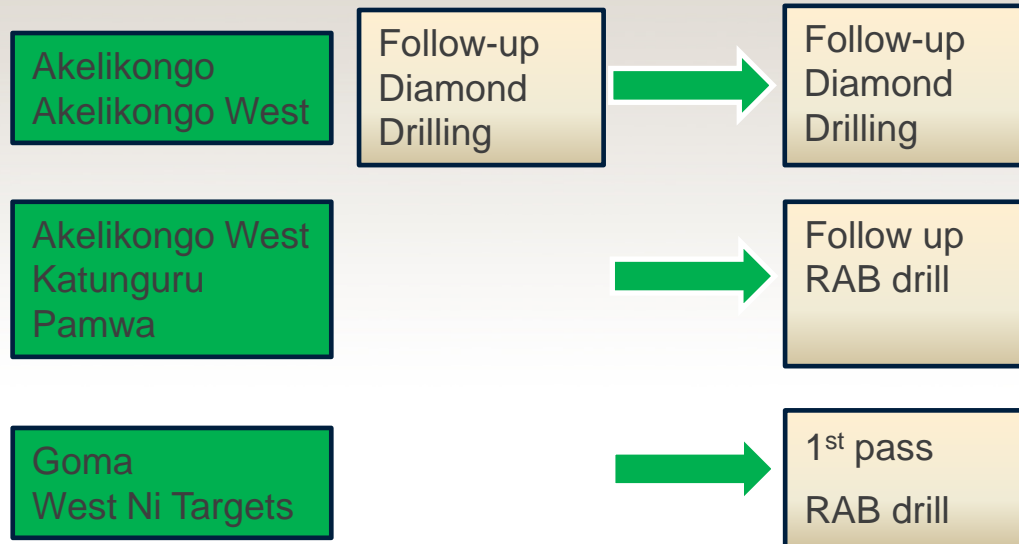 Akelikongo
Akelikongo West
Follow-up
Diamond
Drilling
Follow-up
Diamond
Drilling
Akelikongo West
Katunguru
Pamwa
Follow up
RAB drill
Goma
West Ni Targets
1st pass
RAB drill